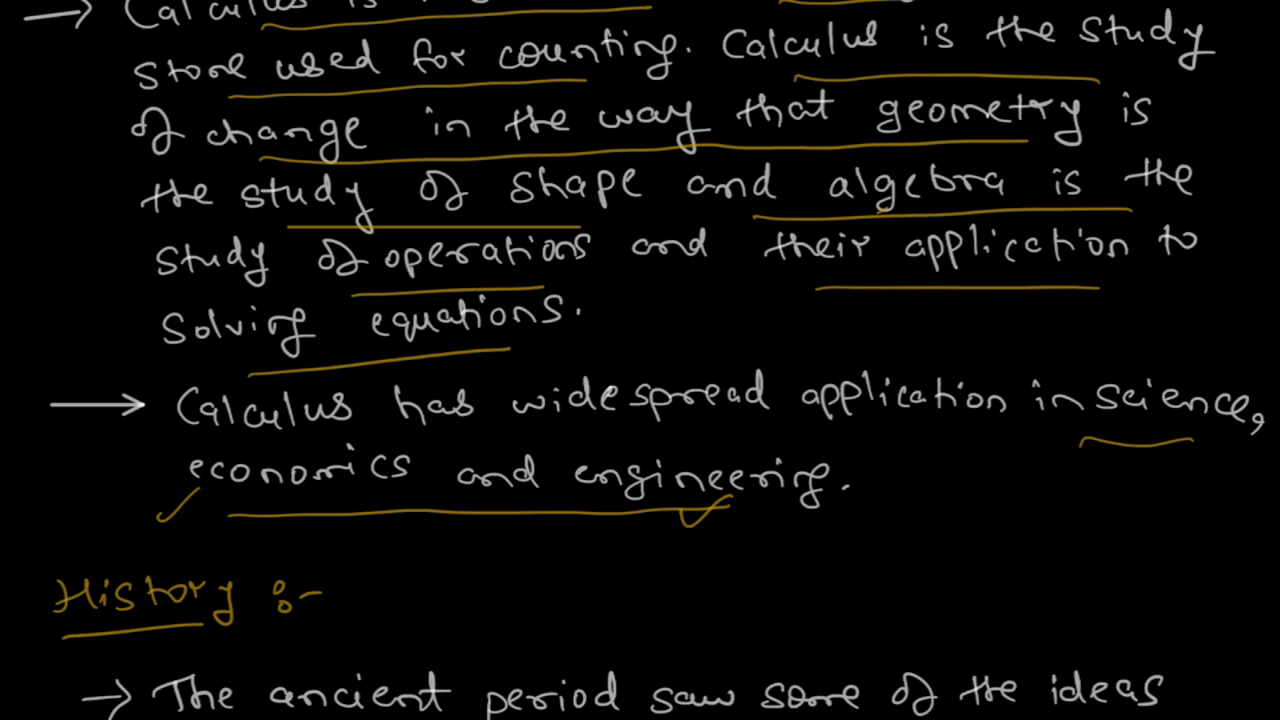 → Calculus is
stone used for counting. Calculus is the study
of change in the way that geometry is
the study of shape and algebra is the
study of operations and their application to
solving equations.
→ Calculus has widespread application in science,
economics and engineering.
History :-
→ The ancient period saw some of the ideas